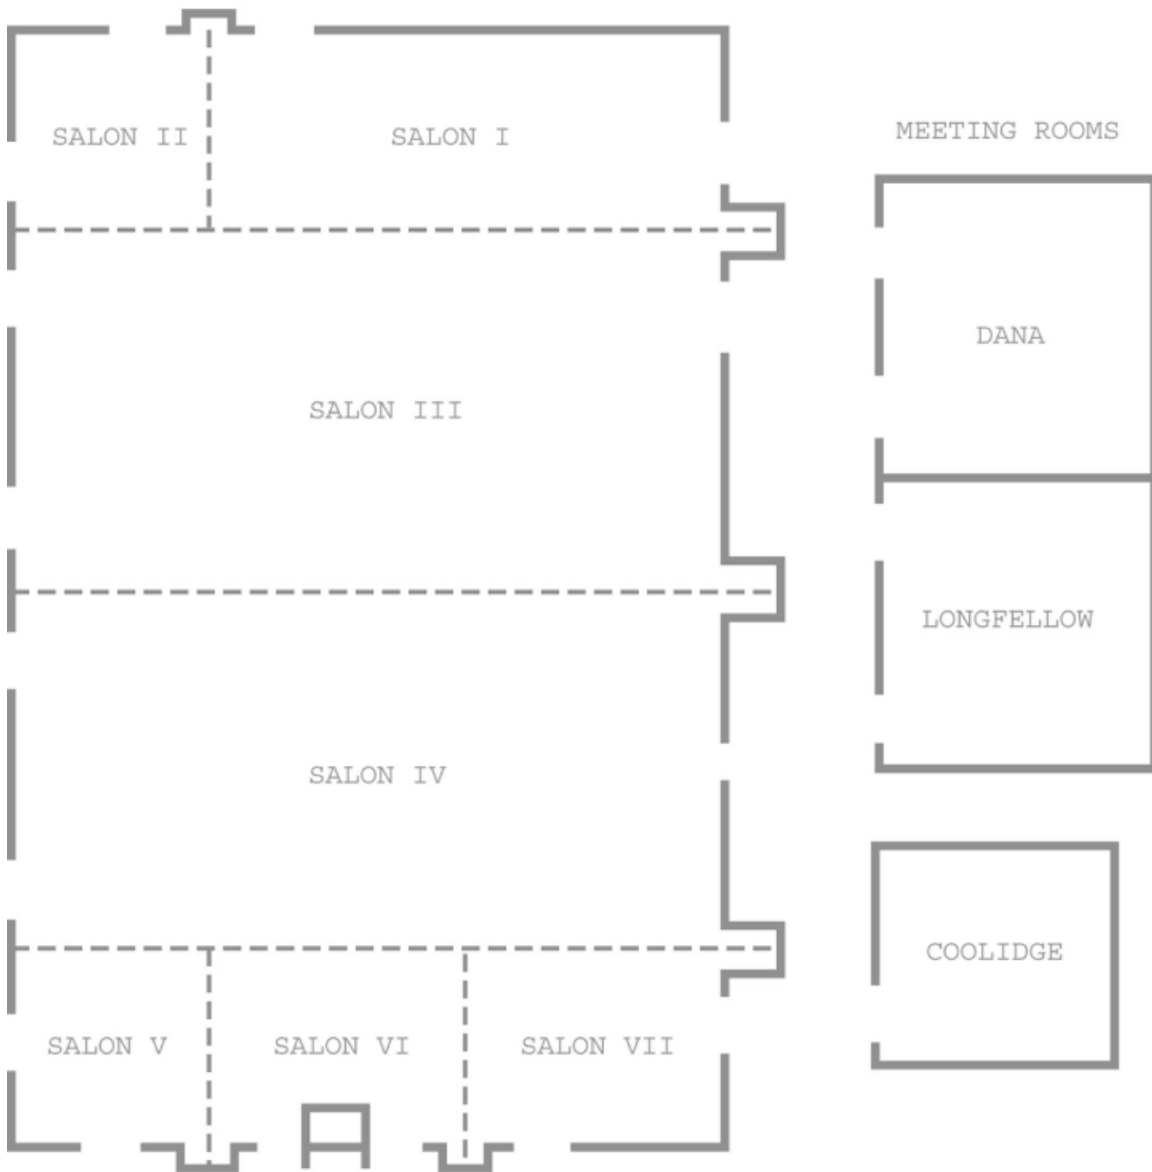 SALON II
SALON I
MEETING ROOMS
DANA
SALON III
LONGFELLOW
SALON IV
COOLIDGE
SALON V
SALON VI
SALON VII